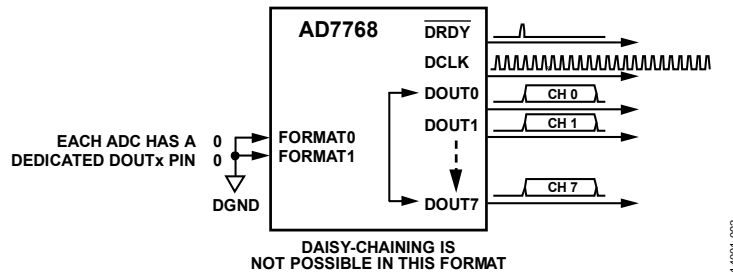 AD7768
DRDY
DCLK
DOUT0
CH 0
DOUT1
CH 1
EACH ADC HAS A 0
DEDICATED DOUTx PIN 0
FORMAT0
FORMAT1
DGND
DOUT7
CH 7
DAISY-CHAINING IS
NOT POSSIBLE IN THIS FORMAT